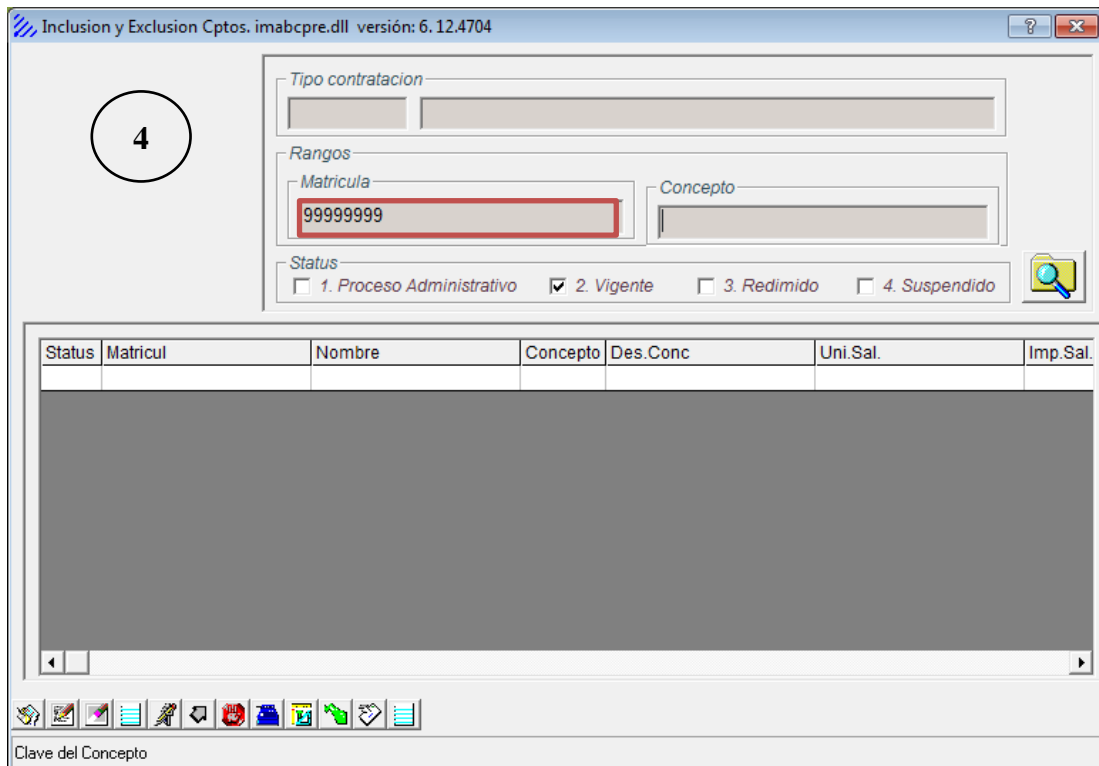 Inclusion y Exclusion Cptos. imabcpre.dll versión: 6. 12.4704
4
Tipo contratacion
Rangos
Matricula
Concepto
99999999
Status
1. Proceso Administrativo 2. Vigente 3. Redimido 4. Suspendido
Status Matricul Nombre Concepto Des.Conc Uni.Sal. Imp.Sal.
Clave del Concepto